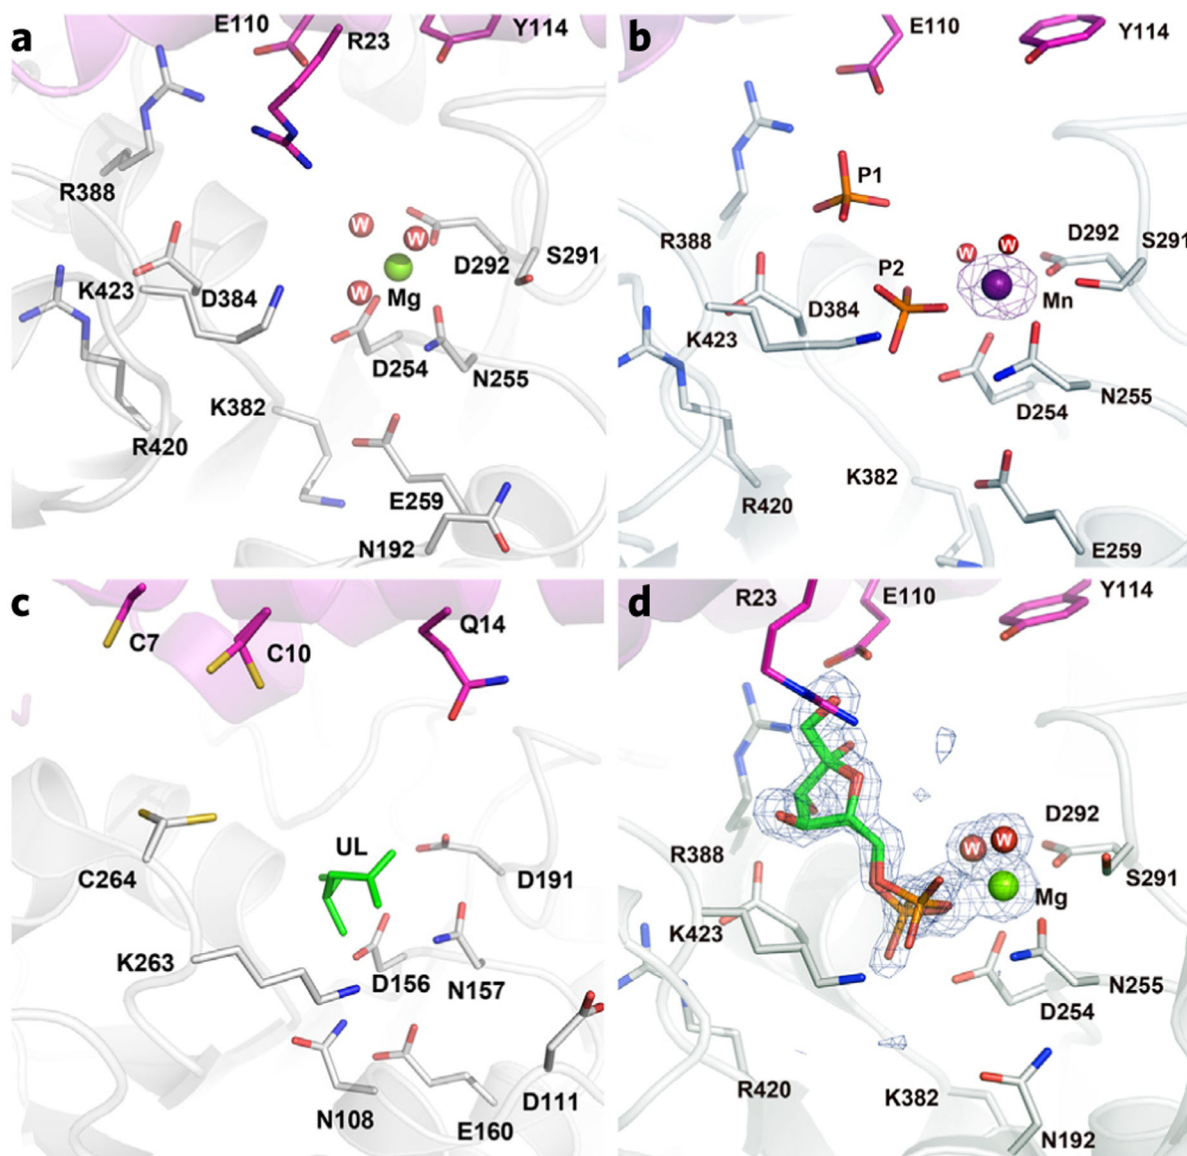 a
E110
R23
Y114
R388
W
W
D292
S291
K423
D384
W
Mg
D254
N255
K382
R420
E259
N192
b
E110
Y114
P1
R388
W
W
D292
S291
P2
Mn
D384
K423
D254
N255
K382
R420
E259
c
C7
C10
Q14
UL
C264
D191
K263
D156
N157
N108
E160
D111
d
R23
E110
Y114
R388
W
W
D292
S291
Mg
K423
N255
D254
R420
K382
N192